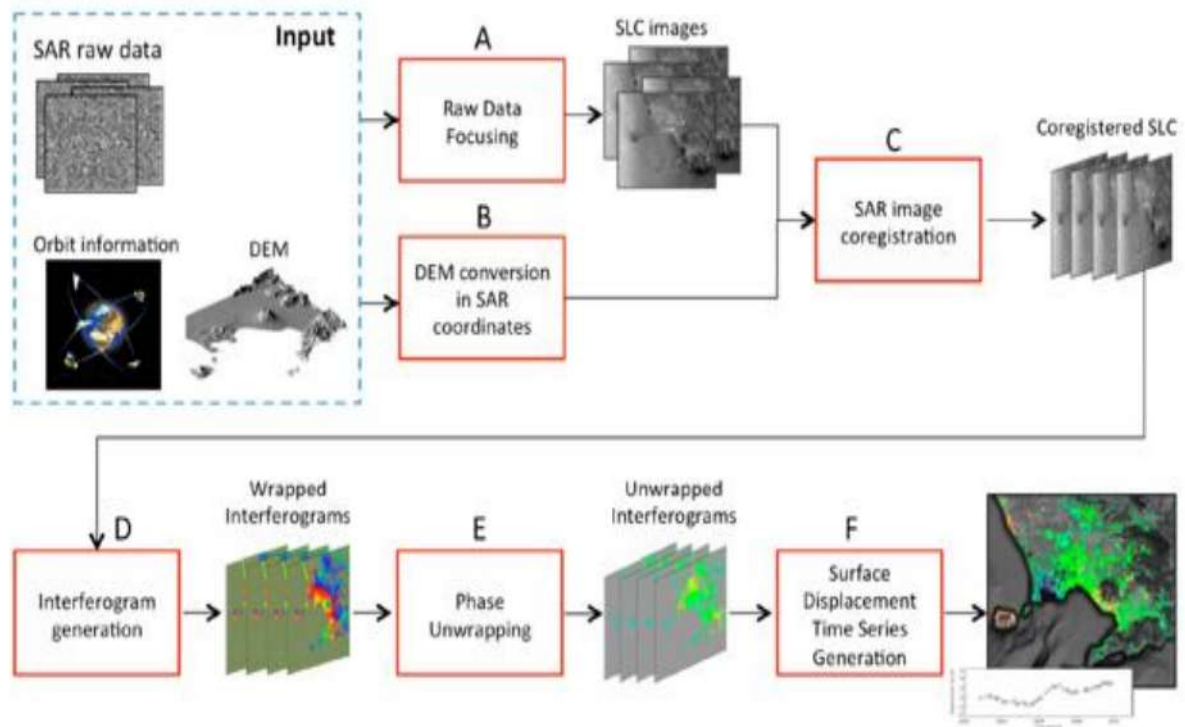 Input
SAR raw data
Orbit information
DEM
A
Raw Data
Focusing
SLC images
B
DEM conversion
in SAR
coordinates
C
SAR image
coregistration
Coregistered SLC
D
Interferogram
generation
Wrapped
Interferograms
E
Phase
Unwrapping
Unwrapped
Interferograms
F
Surface
Displacement
Time Series
Generation